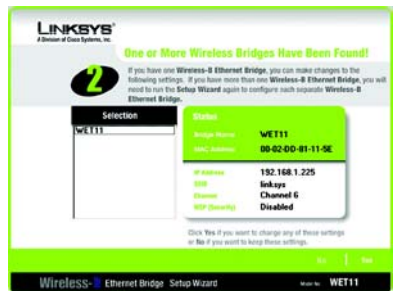 LINKSYS®
A Division of Cisco Systems, Inc.
One or More Wireless Bridges Have Been Found!
2
If you have one Wireless-B Ethernet Bridge, you can make changes to the
following settings. If you have more than one Wireless-B Ethernet Bridge, you will
need to run the Setup Wizard again to configure each separate Wireless-B
Ethernet Bridge.
Selection
WET11
Status
Bridge Name WET11
MAC Address 00-02-DD-81-11-5E
IP Address 192.168.1.225
SSID linksys
Channel Channel 6
WEP (Security) Disabled
Click Yes if you want to change any of these settings
or No if you want to keep these settings.
No Yes
Wireless-B Ethernet Bridge Setup Wizard Model No. WET11